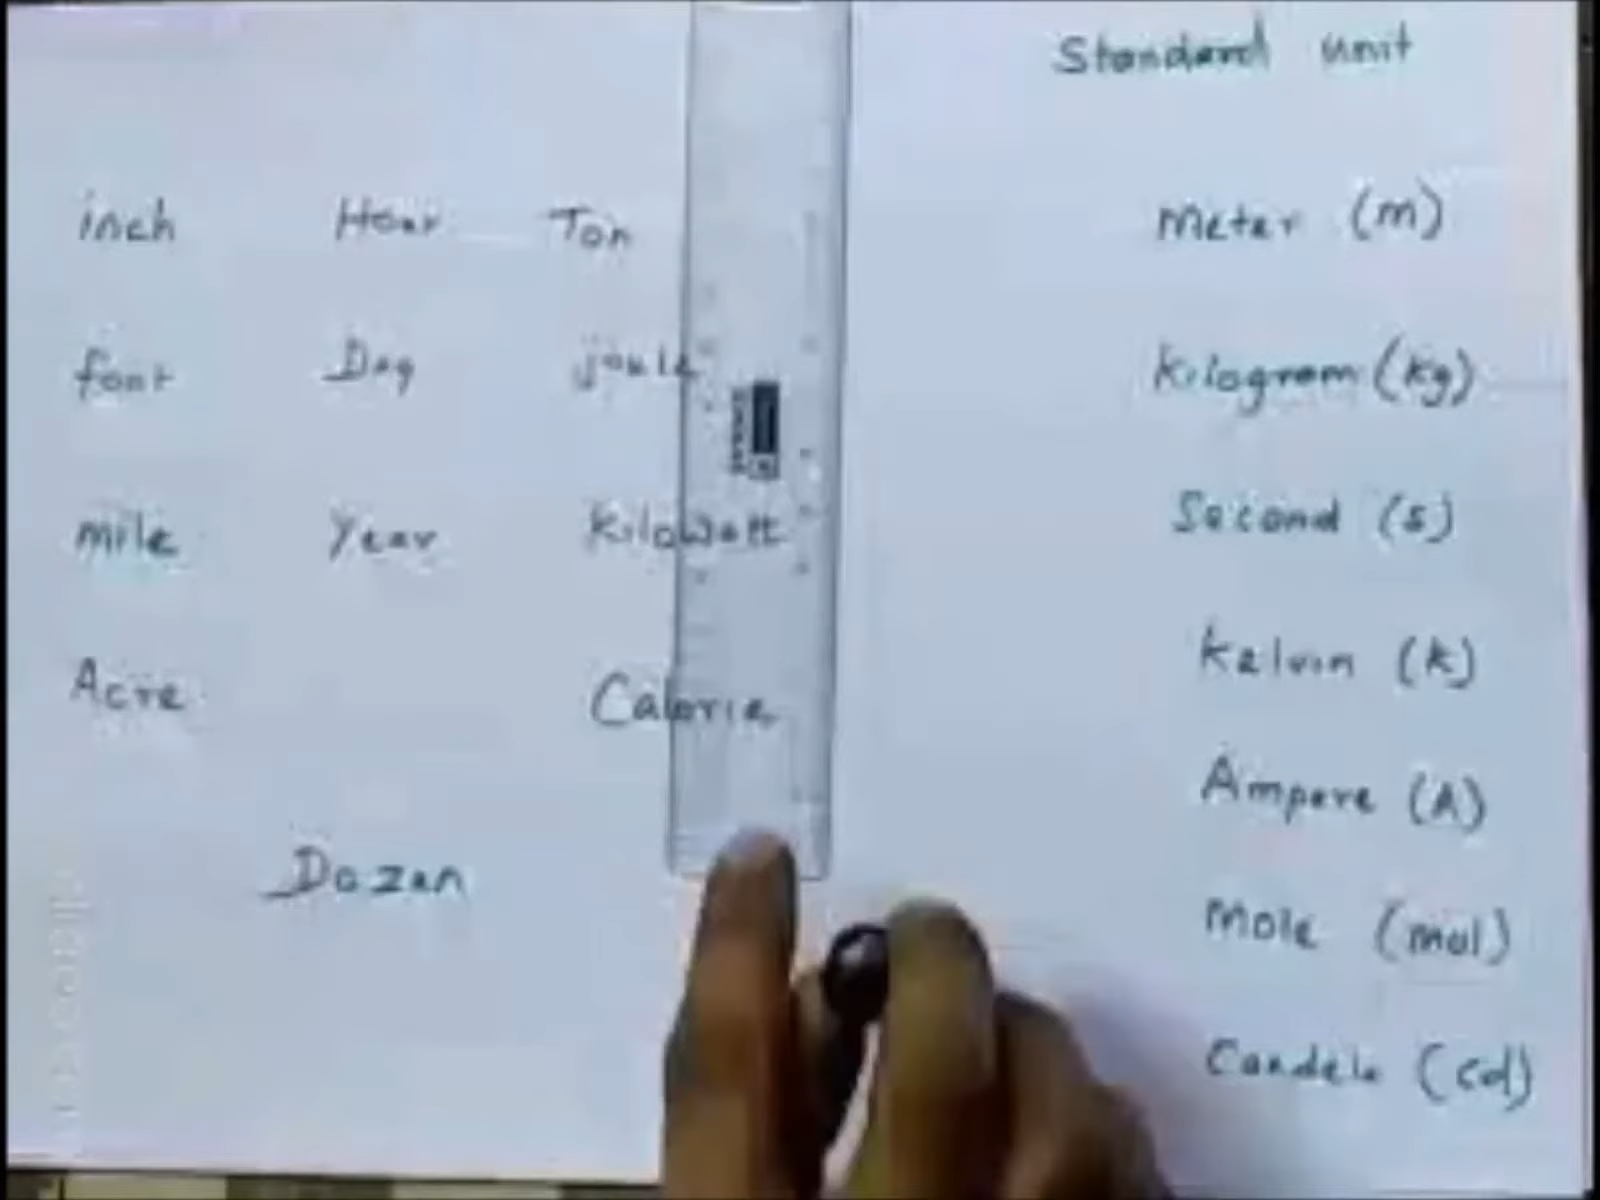 Standard unit
inch Hour Ton
foot Day joule
mile Year Kilowatt
Acre Calorie
Dozen
Meter (m)
Kilogram (kg)
Second (s)
Kelvin (k)
Ampere (A)
Mole (mol)
Candela (cd)